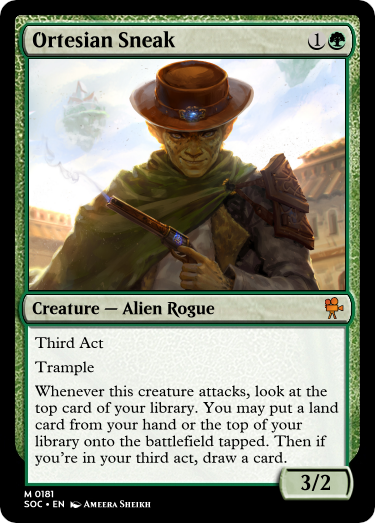 Ortesian Sneak 1
Creature — Alien Rogue
Third Act
Trample
Whenever this creature attacks, look at the
top card of your library. You may put a land
card from your hand or the top of your
library onto the battlefield tapped. Then if
you're in your third act, draw a card.
3/2
M 0181
SOC • EN Ameera Sheikh